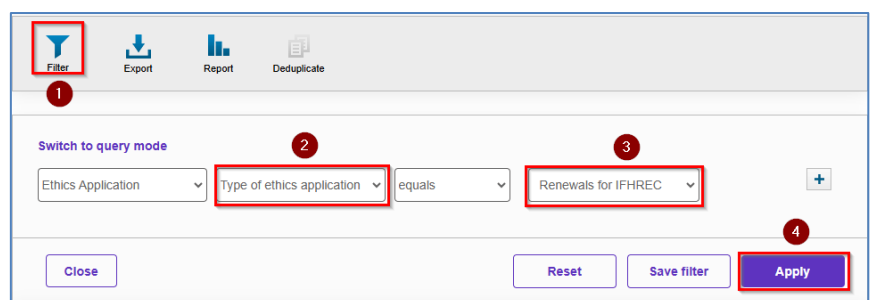 Filter Export Report Deduplicate
1
Switch to query mode 2 3
Ethics Application Type of ethics application equals Renewals for IFHREC +
4
Close Reset Save filter Apply